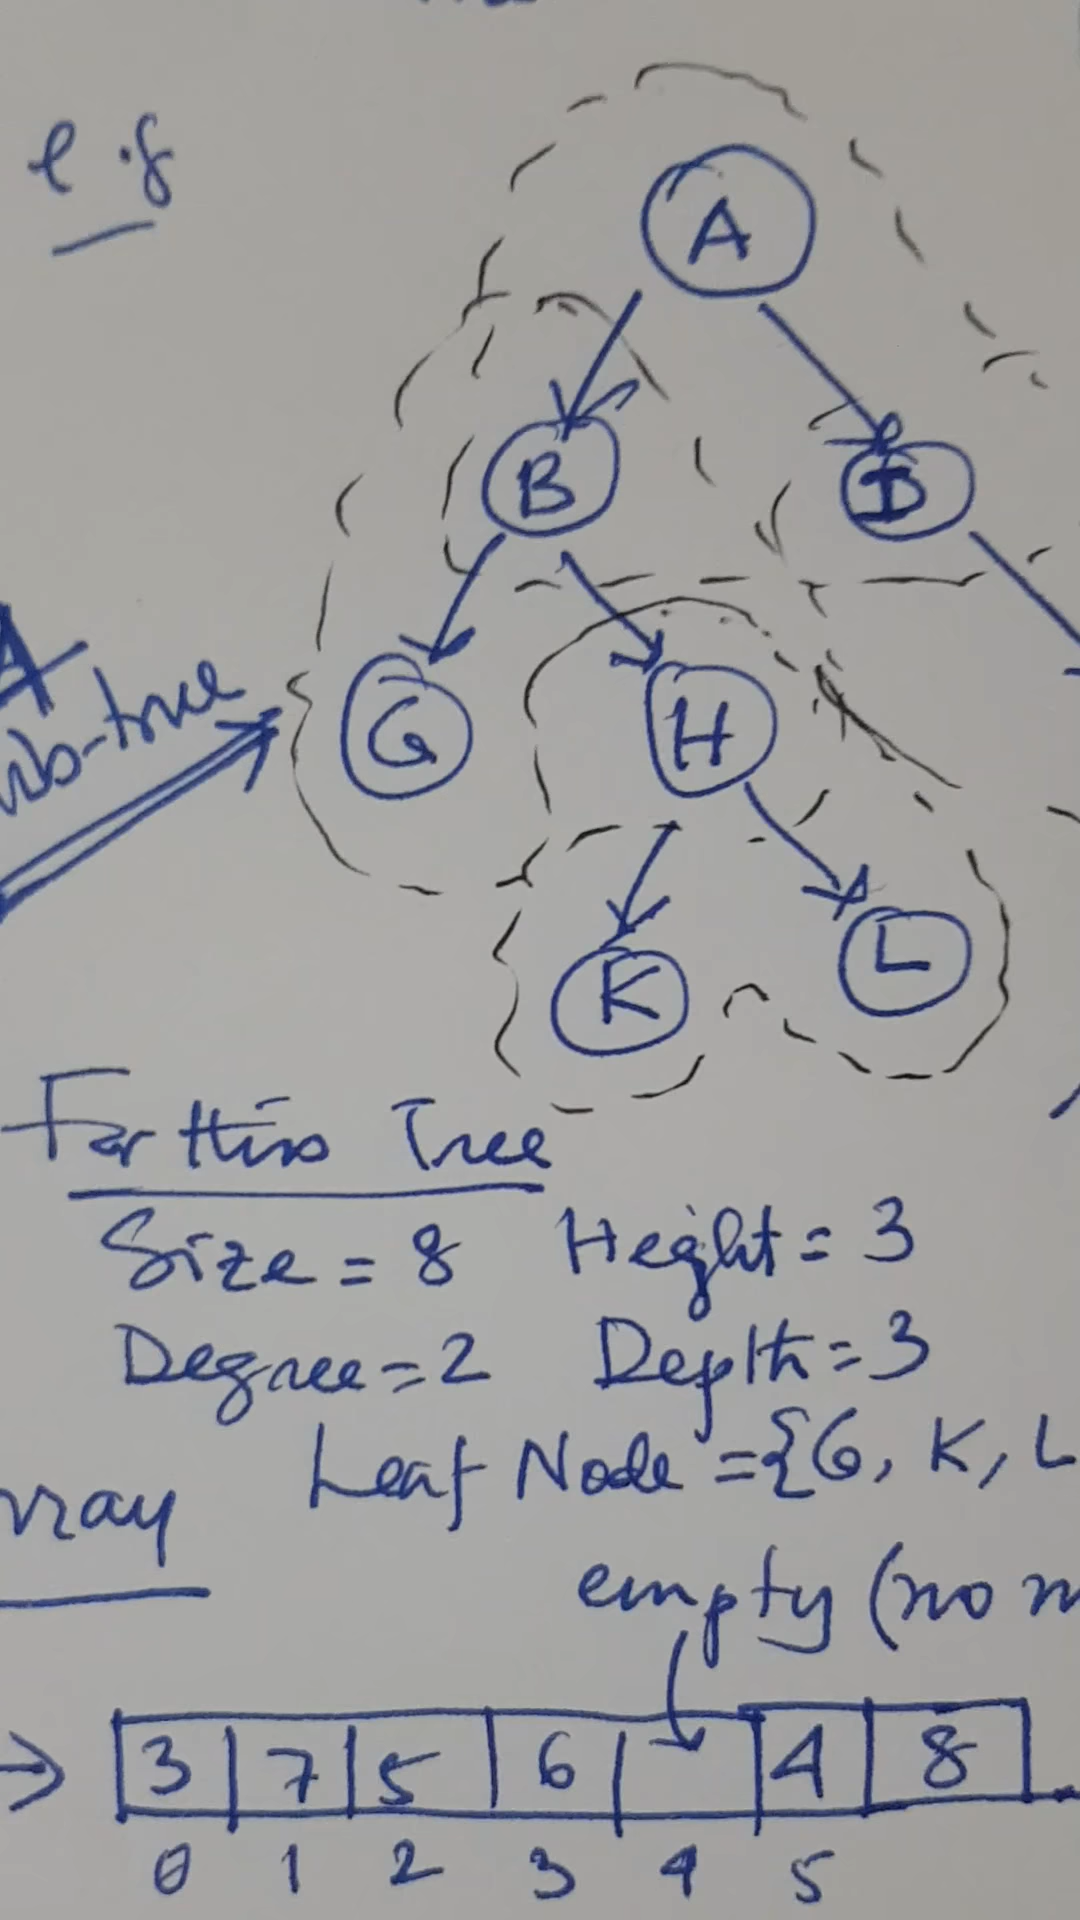 e.g
A
B
D
G
H
K
L
sub-tree
For this Tree
Size = 8 Height = 3
Degree = 2 Depth = 3
Leaf Node = {G, K, L
rray
empty (no
3 7 5 6 4 8
0 1 2 3 4 5